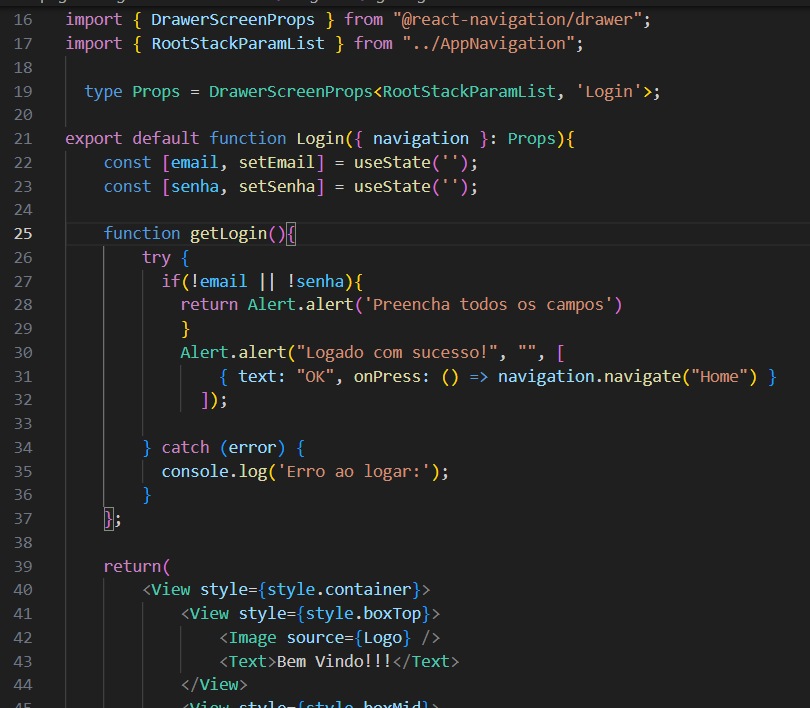 16 import { DrawerScreenProps } from "@react-navigation/drawer";
17 import { RootStackParamList } from "../AppNavigation";
18
19 type Props = DrawerScreenProps<RootStackParamList, 'Login'>;
20
21 export default function Login({ navigation }: Props){
22 const [email, setEmail] = useState('');
23 const [senha, setSenha] = useState('');
24
25 function getLogin(){
26 try {
27 if(!email || !senha){
28 return Alert.alert('Preencha todos os campos')
29 }
30 Alert.alert("Logado com sucesso!", "", [
31 { text: "OK", onPress: () => navigation.navigate("Home") }
32 ]);
33
34 } catch (error) {
35 console.log('Erro ao logar:');
36 }
37 };
38
39 return(
40 <View style={style.container}>
41 <View style={style.boxTop}>
42 <Image source={Logo} />
43 <Text>Bem Vindo!!!</Text>
44 </View>
45 <View style={style.boxMid}>